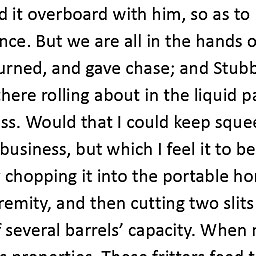 d it overboard with him, so as to
nce. But we are all in the hands o
urned, and gave chase; and Stubb
here rolling about in the liquid pa
ss. Would that I could keep squee
business, but which I feel it to be
chopping it into the portable ho
remity, and then cutting two slits
f several barrels’ capacity. When